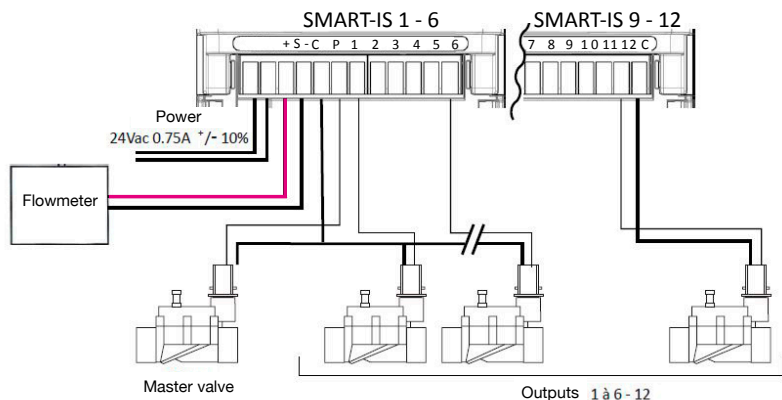 SMART-IS 1 - 6 SMART-IS 9 - 12
+ S - C P 1 2 3 4 5 6 7 8 9 10 11 12 C
Power
24Vac 0.75A +/- 10%
Flowmeter
Master valve
Outputs 1 à 6 - 12